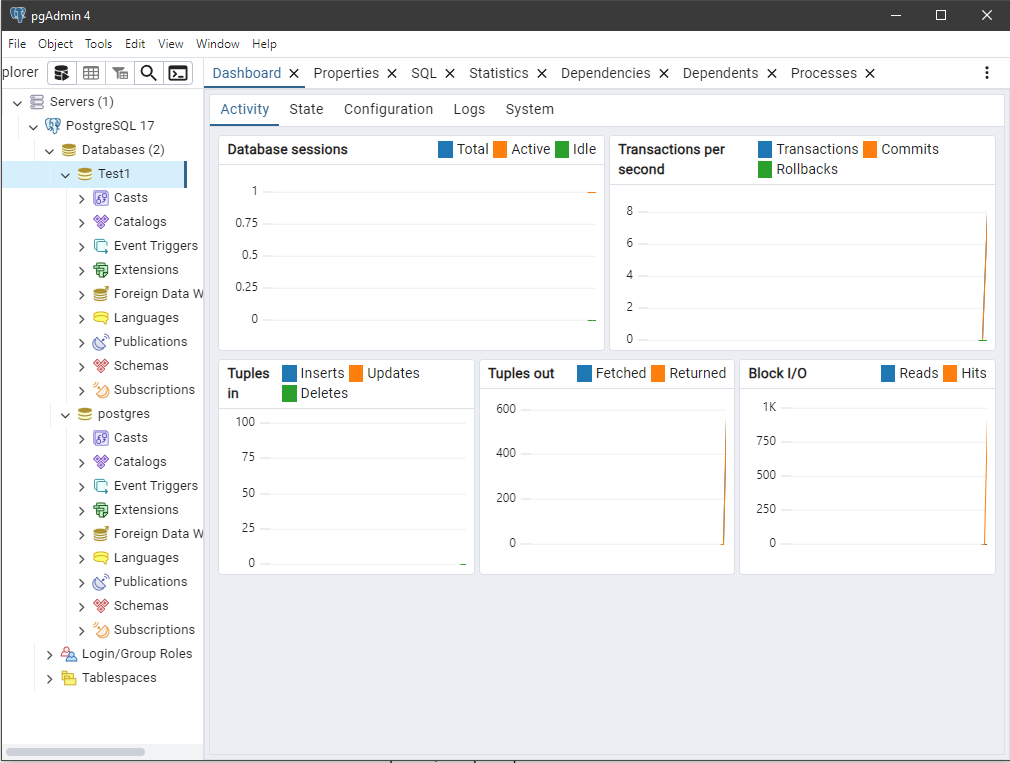 pgAdmin 4
File Object Tools Edit View Window Help
plorer
Dashboard Properties SQL Statistics Dependencies Dependents Processes
Servers (1)
PostgreSQL 17
Databases (2)
Test1
Casts
Catalogs
Event Triggers
Extensions
Foreign Data W
Languages
Publications
Schemas
Subscriptions
postgres
Casts
Catalogs
Event Triggers
Extensions
Foreign Data W
Languages
Publications
Schemas
Subscriptions
Login/Group Roles
Tablespaces
Activity State Configuration Logs System
Database sessions Total Active Idle
1
0.75
0.5
0.25
0
Transactions per second Transactions Commits
Rollbacks
8
6
4
2
0
Tuples in Inserts Updates
Deletes
100
75
50
25
0
Tuples out Fetched Returned
600
400
200
0
Block I/O Reads Hits
1K
750
500
250
0